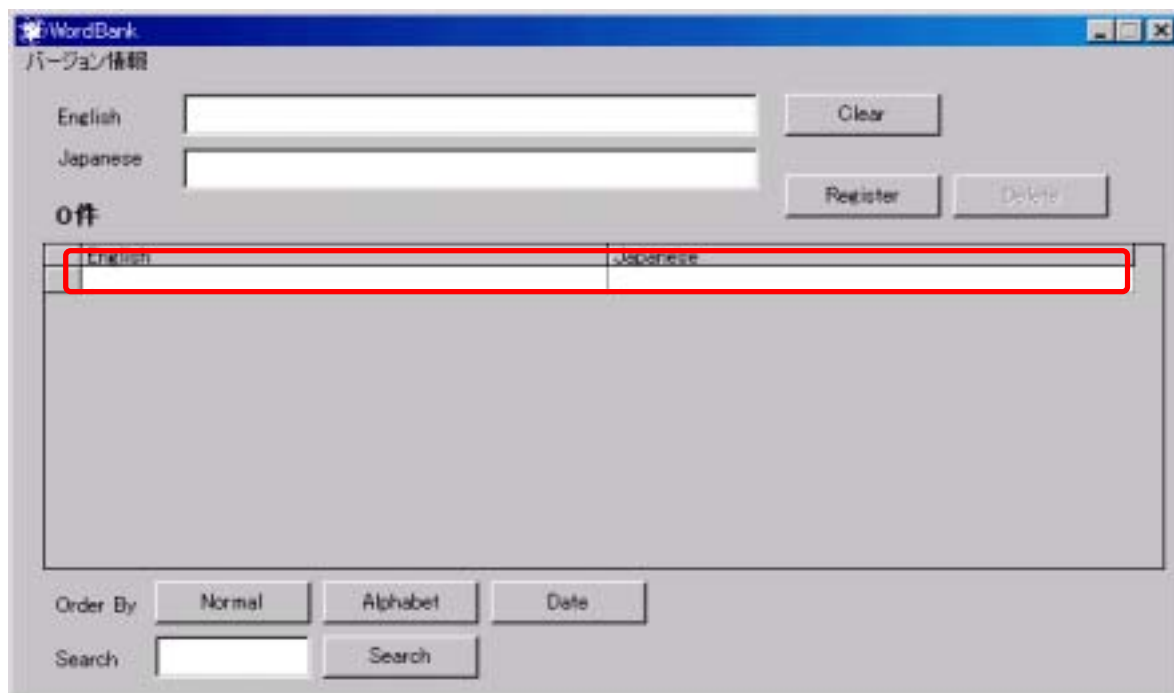 WordBank
バージョン情報
English
Clear
Japanese
Register
Delete
0件
English
Japanese
Order By
Normal
Alphabet
Date
Search
Search